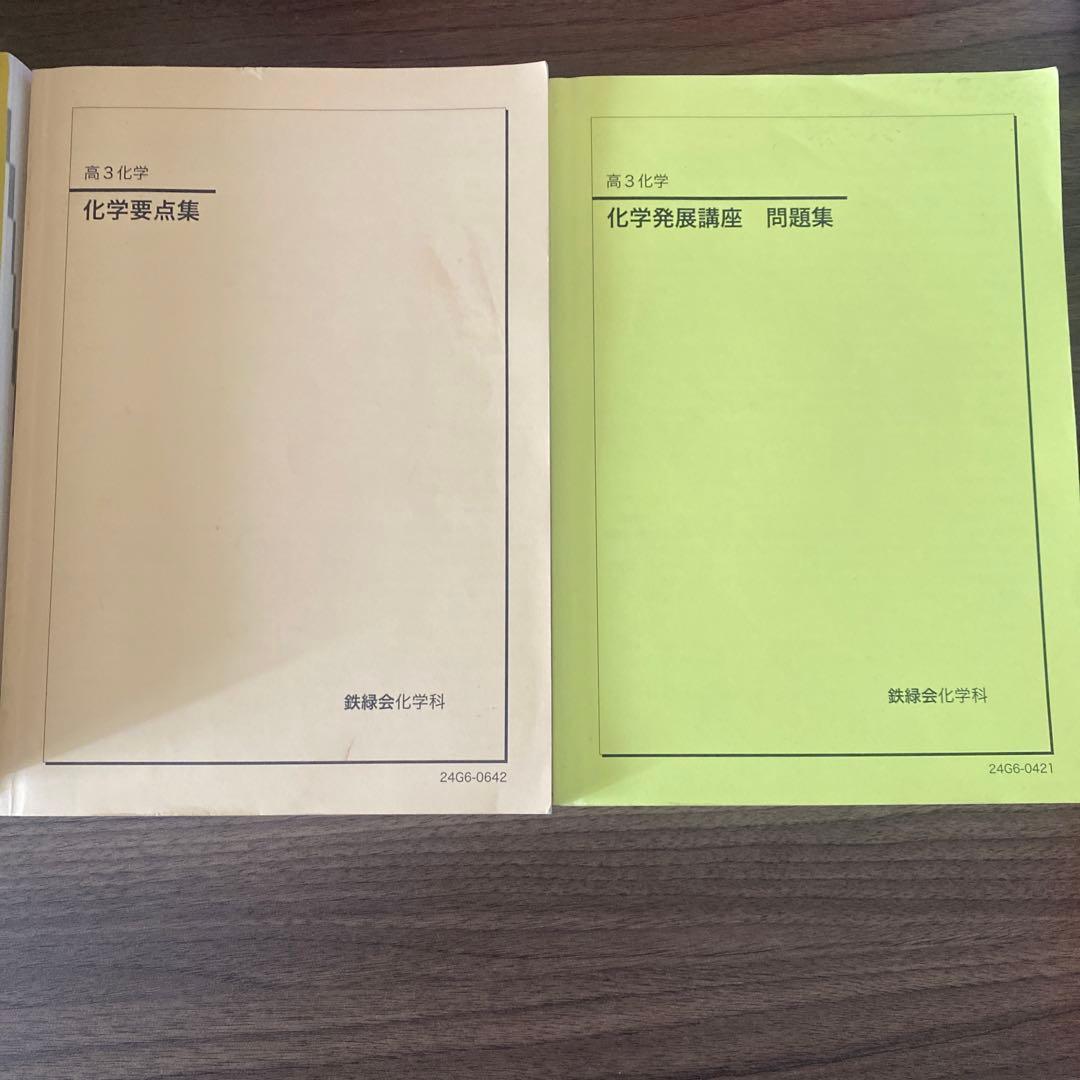 高3化学
化学要点集
鉄緑会化学科
24G6-0642
高3化学
化学発展講座　問題集
鉄緑会化学科
24G6-0421